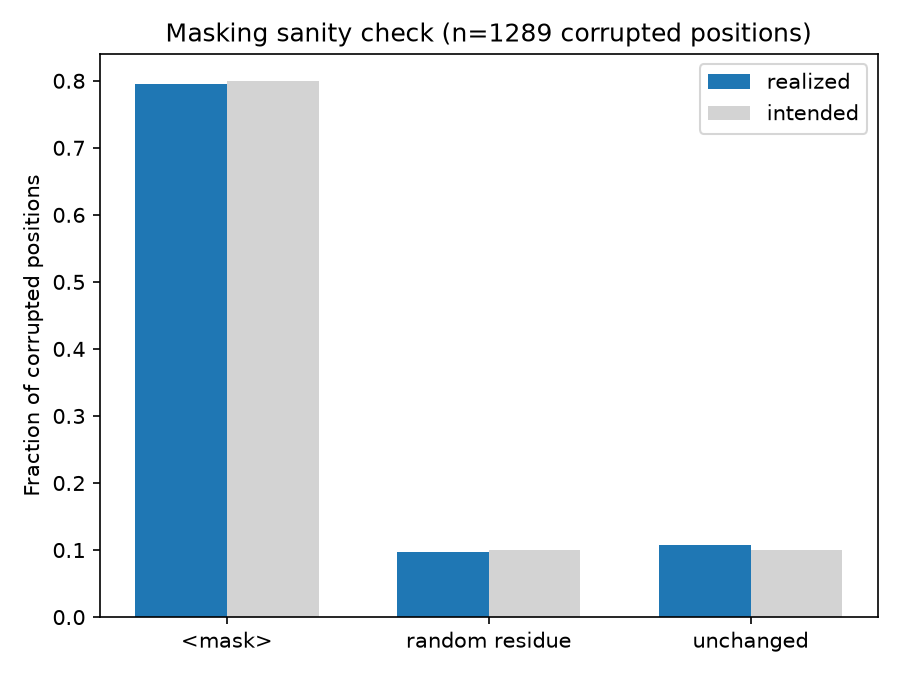 Masking sanity check (n=1289 corrupted positions)
realized
intended
Fraction of corrupted positions
0.8
0.7
0.6
0.5
0.4
0.3
0.2
0.1
0.0
<mask>
random residue
unchanged